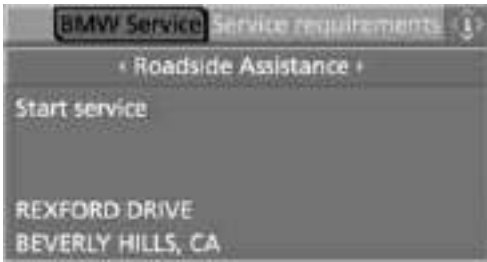 BMW Service Service requirements
Roadside Assistance
Start service
REXFORD DRIVE
BEVERLY HILLS, CA